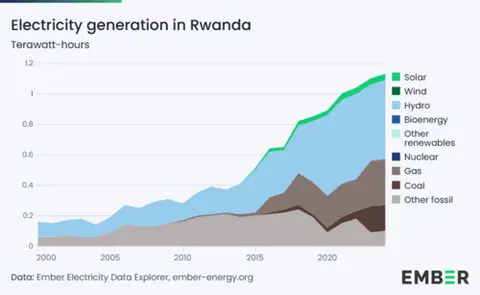 Electricity generation in Rwanda
Terawatt-hours
1.2
1
0.8
0.6
0.4
0.2
0
2000
2005
2010
2015
2020
Solar
Wind
Hydro
Bioenergy
Other
renewables
Nuclear
Gas
Coal
Other fossil
Data: Ember Electricity Data Explorer, ember-energy.org
EMBER